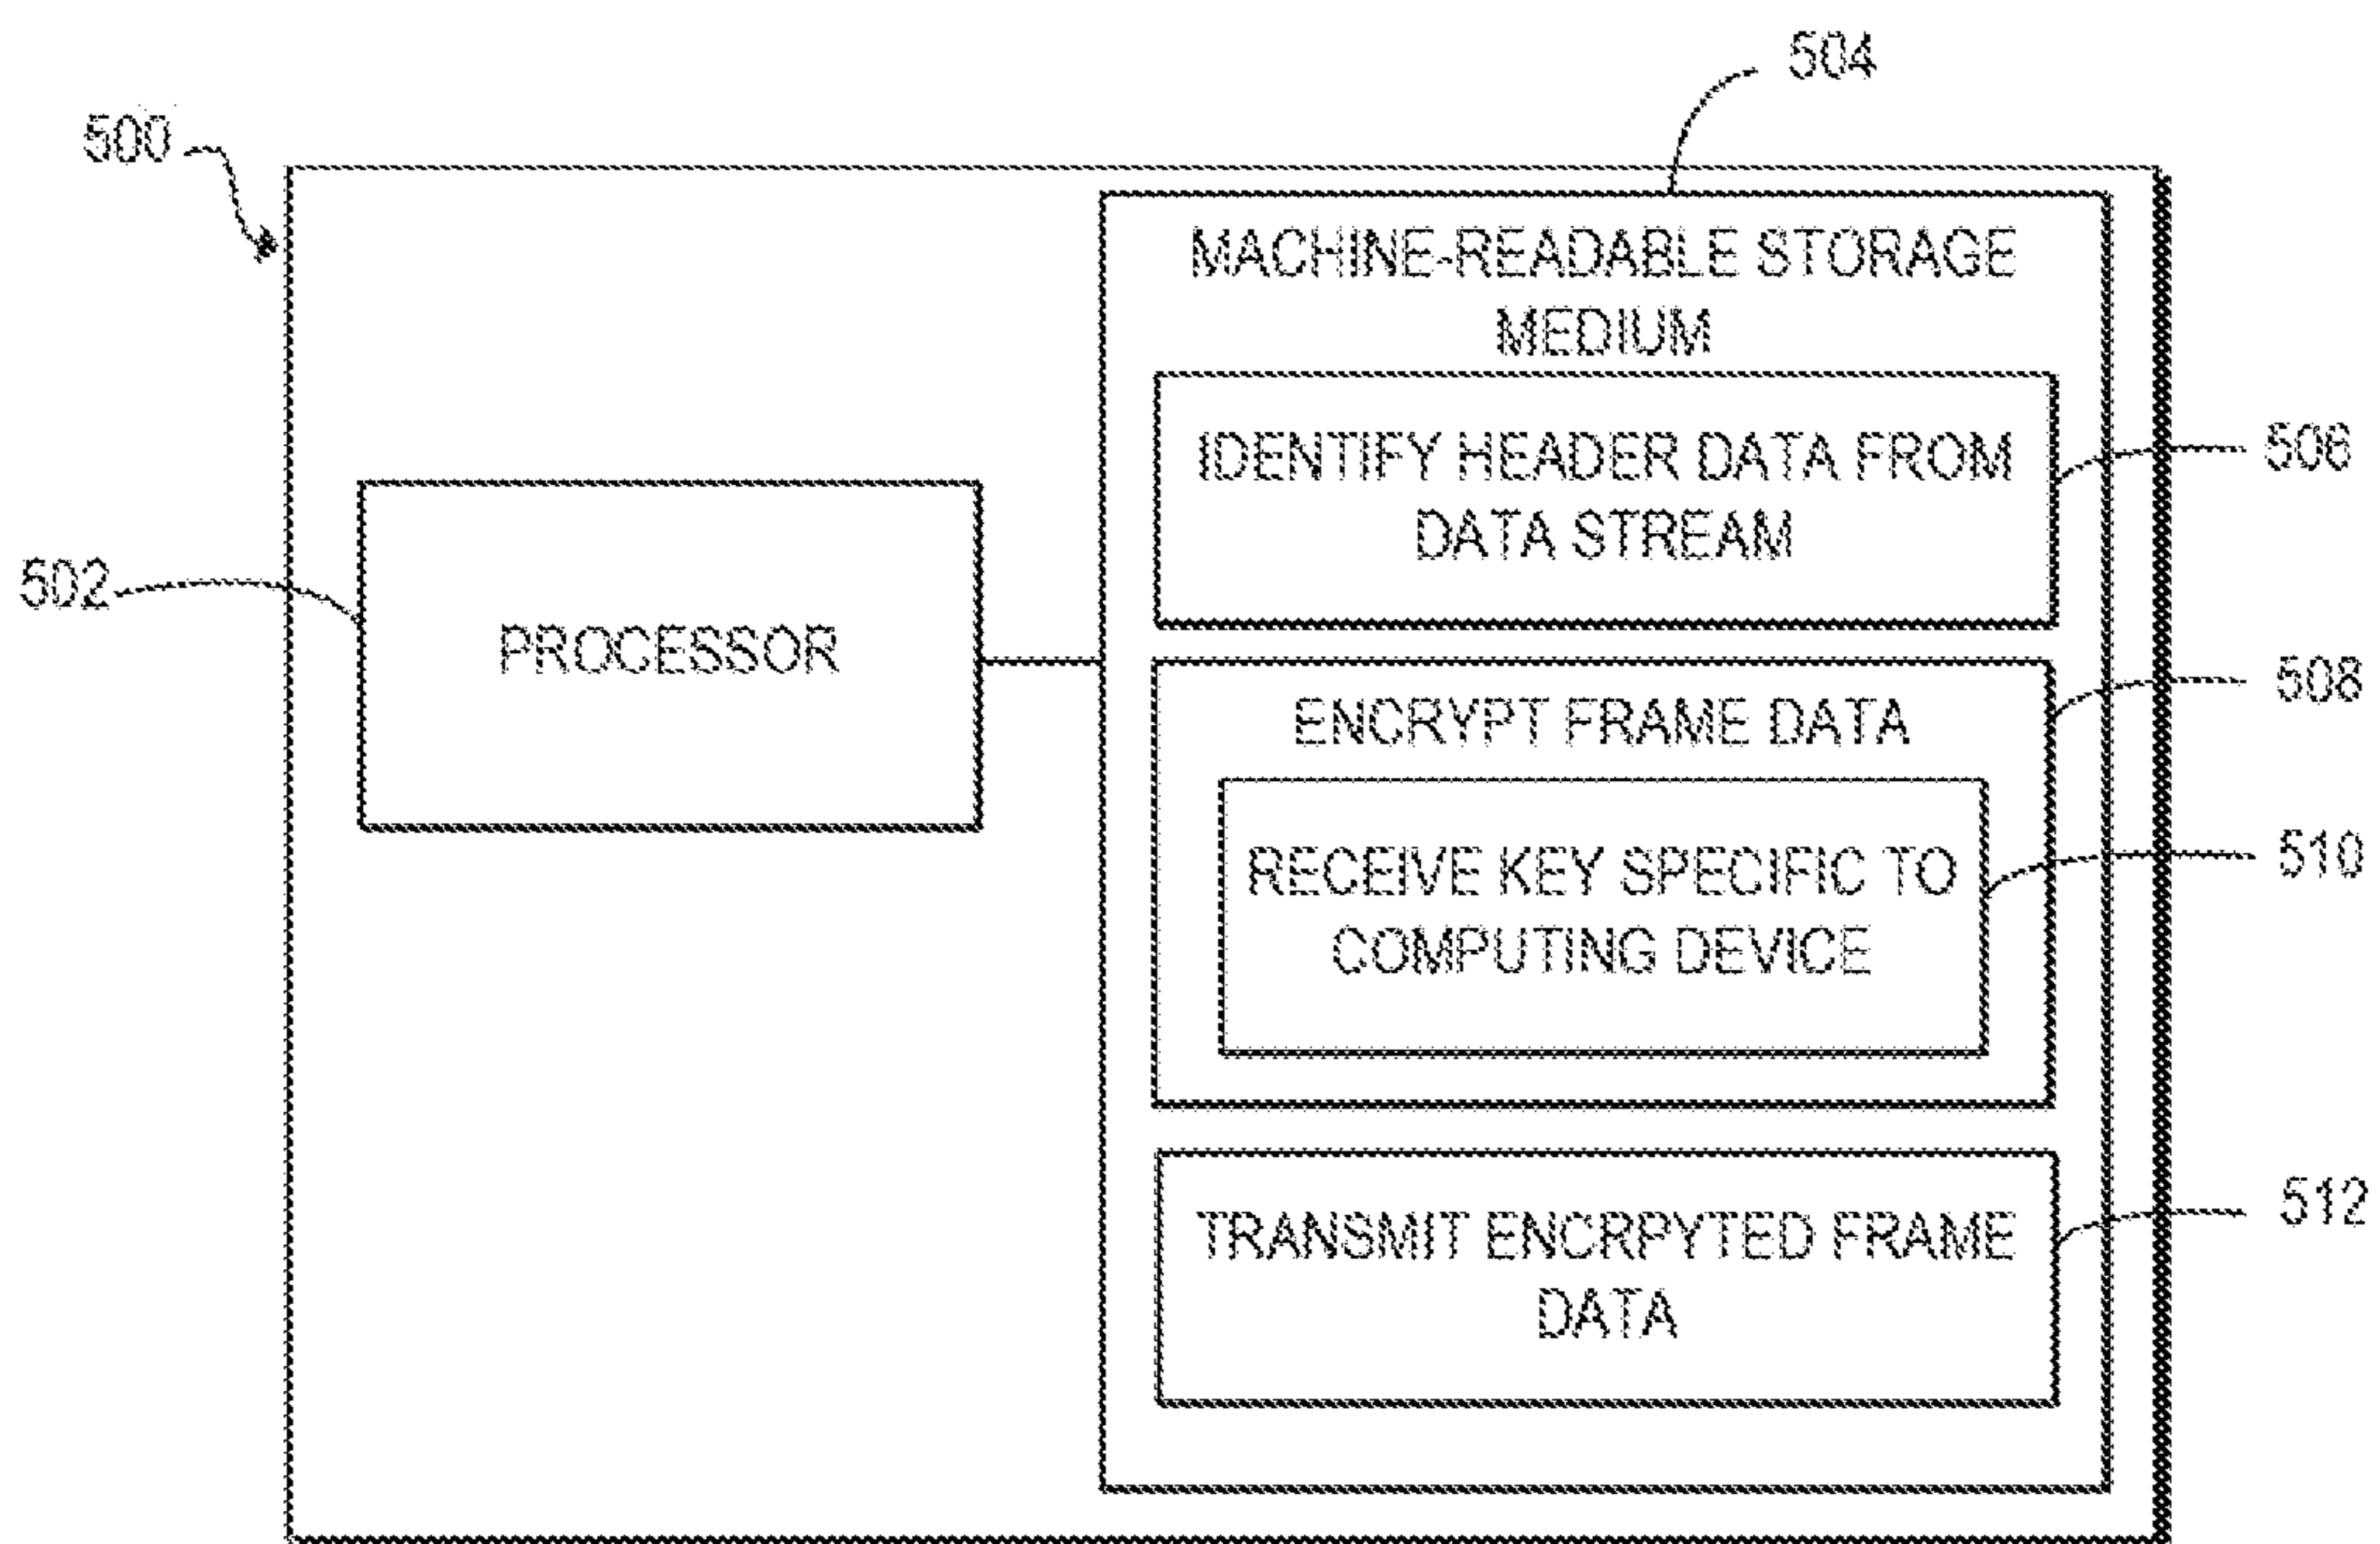 504
500
MACHINE-READABLE STORAGE
MEDIUM
IDENTIFY HEADER DATA FROM
DATA STREAM
506
502
PROCESSOR
ENCRYPT FRAME DATA
508
RECEIVE KEY SPECIFIC TO
COMPUTING DEVICE
510
TRANSMIT ENCRPYTED FRAME
DATA
512